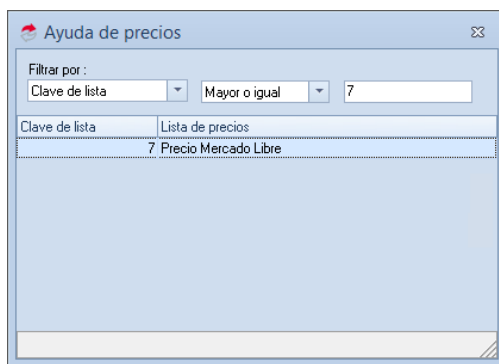 Ayuda de precios
Filtrar por :
Clave de lista Mayor o igual 7
Clave de lista Lista de precios
7 Precio Mercado Libre